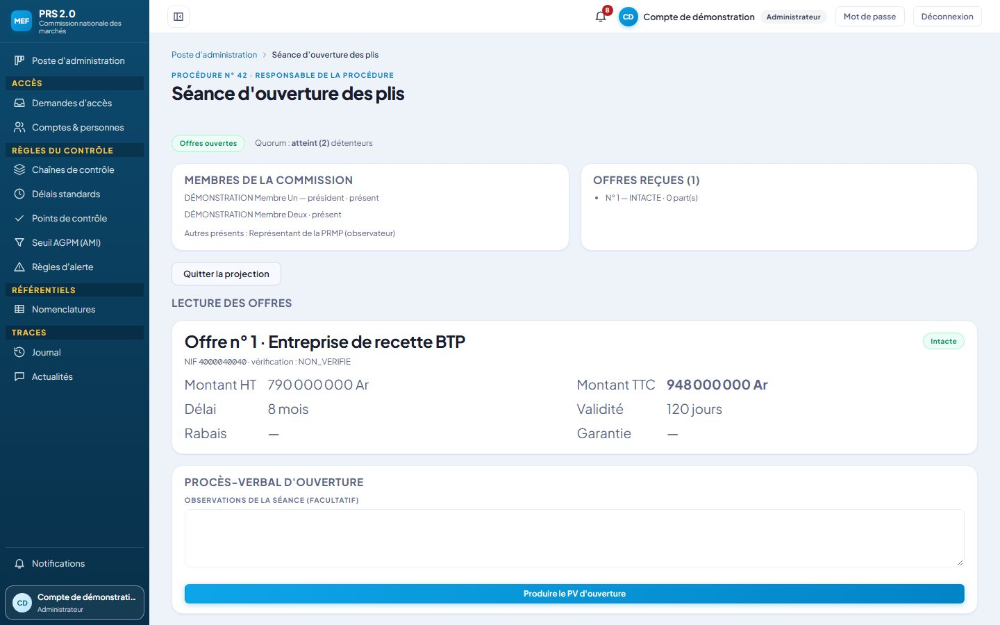 MEF
PRS 2.0
Commission nationale des
marchés
Poste d'administration
ACCÈS
Demandes d'accès
Comptes & personnes
RÈGLES DU CONTRÔLE
Chaînes de contrôle
Délais standards
Points de contrôle
Seuil AGPM (AMI)
Règles d'alerte
RÉFÉRENTIELS
Nomenclatures
TRACES
Journal
Actualités
Notifications
CD
Compte de démonstrati…
Administrateur
8
CD
Compte de démonstration
Administrateur
Mot de passe
Déconnexion
Poste d'administration > Séance d'ouverture des plis
PROCÉDURE N° 42 · RESPONSABLE DE LA PROCÉDURE
Séance d'ouverture des plis
Offres ouvertes
Quorum : atteint (2) détenteurs
MEMBRES DE LA COMMISSION
DÉMONSTRATION Membre Un — président · présent
DÉMONSTRATION Membre Deux · présent
Autres présents : Représentant de la PRMP (observateur)
OFFRES REÇUES (1)
• N° 1 — INTACTE · 0 part(s)
Quitter la projection
LECTURE DES OFFRES
Offre n° 1 · Entreprise de recette BTP
Intacte
NIF 4000040040 · vérification : NON_VERIFIE
Montant HT 790 000 000 Ar
Montant TTC 948 000 000 Ar
Délai 8 mois
Validité 120 jours
Rabais —
Garantie —
PROCÈS-VERBAL D'OUVERTURE
OBSERVATIONS DE LA SÉANCE (FACULTATIF)
Produire le PV d'ouverture